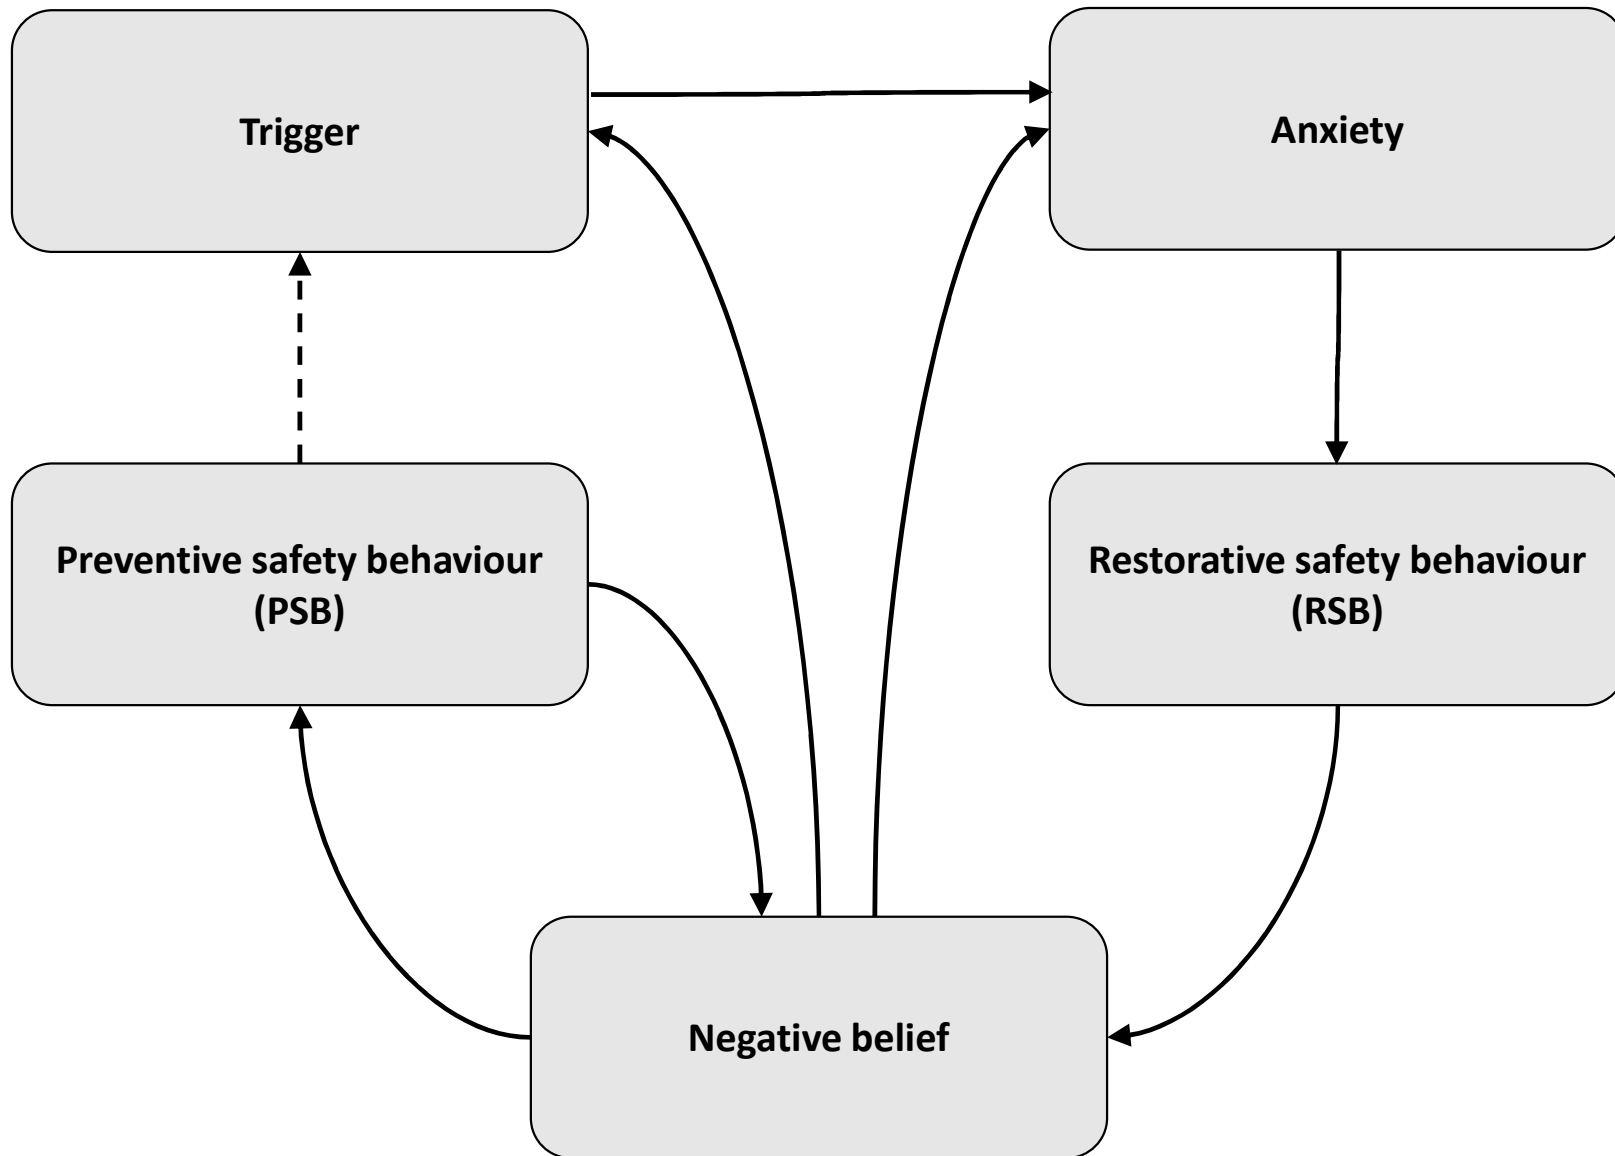 Trigger
Anxiety
Preventive safety behaviour
(PSB)
Restorative safety behaviour
(RSB)
Negative belief